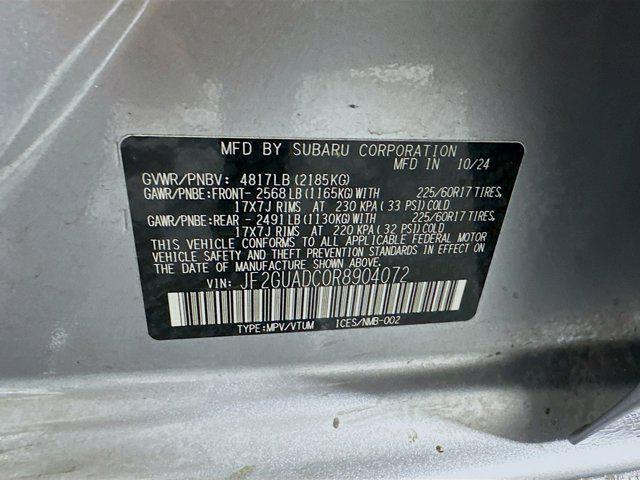 MFD BY SUBARU CORPORATION
MFD IN 10/24
GVWR/PNBV: 4817LB (2185KG)
GAWR/PNBE:FRONT- 2568 LB (1165KG) WITH 225/60R17 TIRES,
17X7J RIMS AT 230 KPA (33 PSI) COLD
GAWR/PNBE:REAR - 2491 LB (1130KG) WITH 225/60R17 TIRES,
17X7J RIMS AT 220 KPA (32 PSI) COLD
THIS VEHICLE CONFORMS TO ALL APPLICABLE FEDERAL MOTOR
VEHICLE SAFETY AND THEFT PREVENTION STANDARDS IN EFFECT ON
THE DATE OF MANUFACTURE SHOWN ABOVE.
VIN: JF2GUADC0R8904072
TYPE:MPV/VTUM 1CES/NMB-002